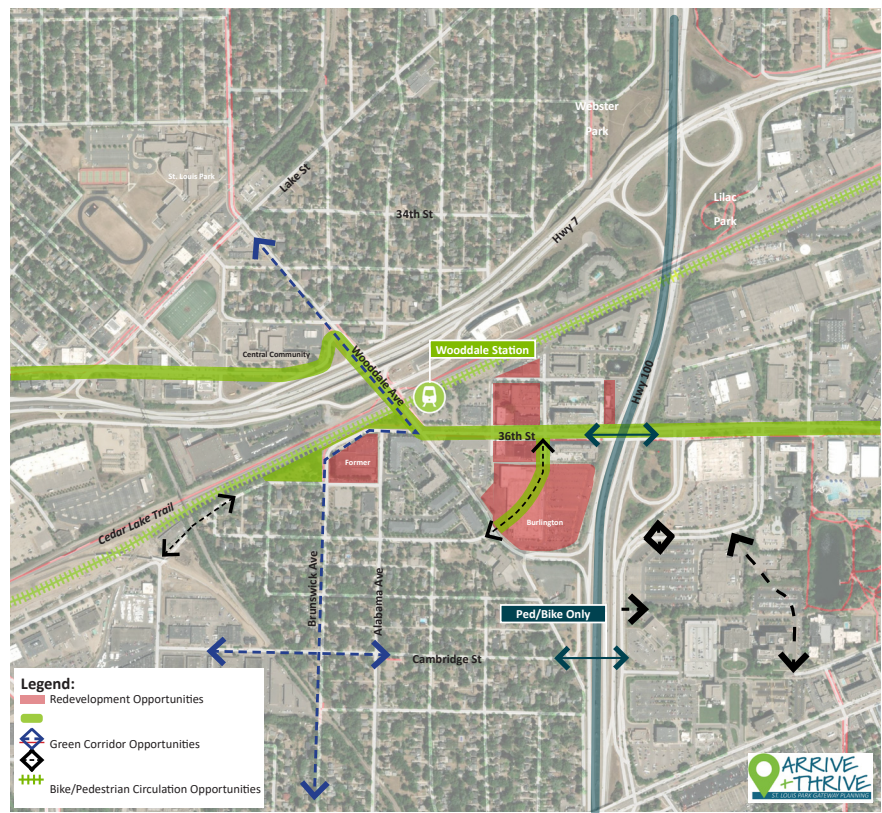 Webster
Park
St. Louis Park
Lake St
Lilac
Park
34th St
Hwy 7
Central Community
Wooddale Ave
Wooddale Station
Hwy 100
36th St
Former
Cedar Lake Trail
Burlington
Brunswick Ave
Alabama Ave
Ped/Bike Only
Cambridge St
Legend:
Redevelopment Opportunities
Green Corridor Opportunities
Bike/Pedestrian Circulation Opportunities
ARRIVE
+THRIVE
ST. LOUIS PARK GATEWAY PLANNING